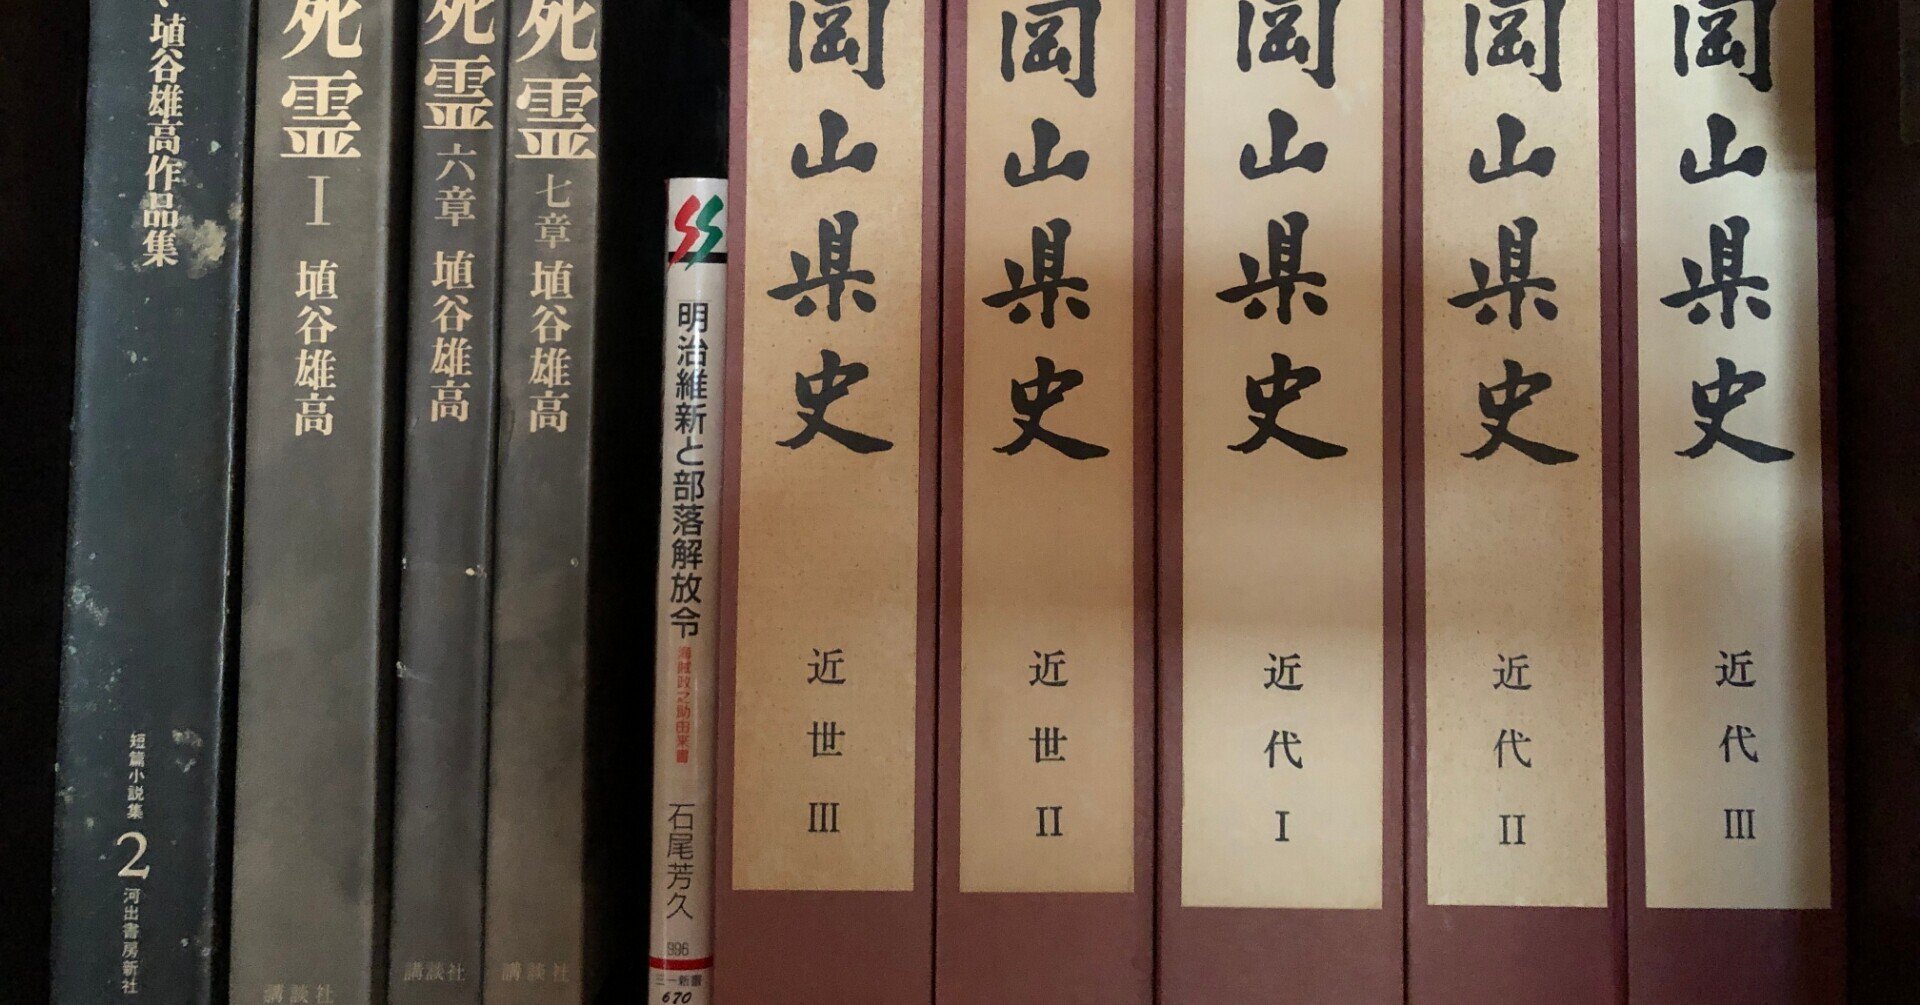 埴谷雄高作品集
短篇小説集
2
河出書房新社
死霊 I 埴谷雄高
講談社
死霊 六章 埴谷雄高
講談社
死霊 七章 埴谷雄高
講談社
SS
明治維新と部落解放令
石尾芳久
996
三一新書
670
岡山県史
近世 III
岡山県史
近世 II
岡山県史
近代 I
岡山県史
近代 II
岡山県史
近代 III